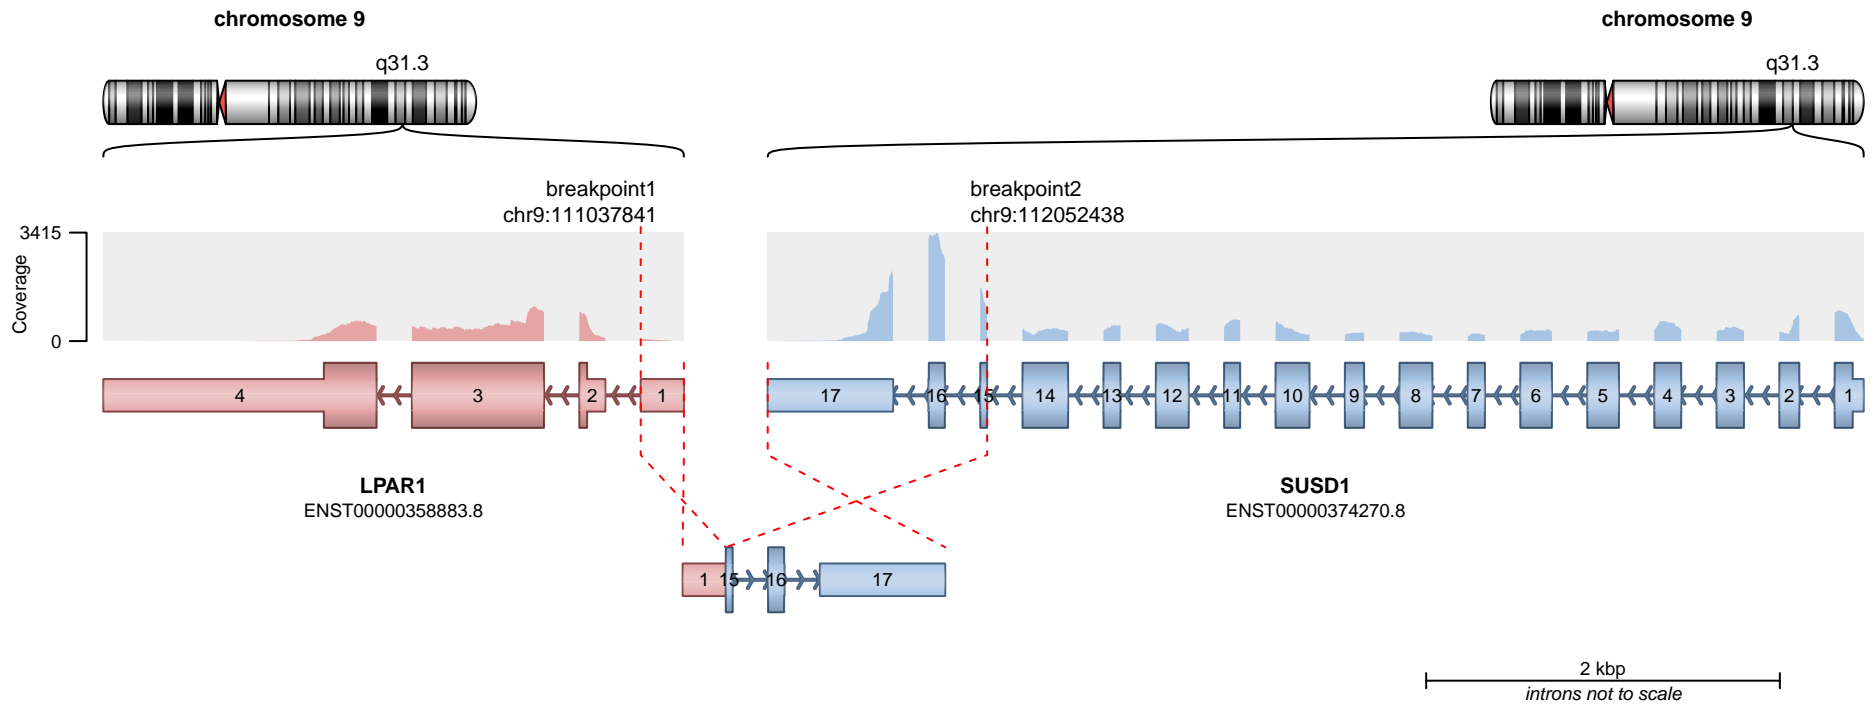 chromosome 9
chromosome 9
q31.3
q31.3
breakpoint1
chr9:111037841
breakpoint2
chr9:112052438
3415
0
Coverage
4 3 2 1 17 16 15 14 13 12 11 10 9 8 7 6 5 4 3 2 1
LPAR1
ENST00000358883.8
SUSD1
ENST00000374270.8
1 15 16 17
2 kbp
introns not to scale